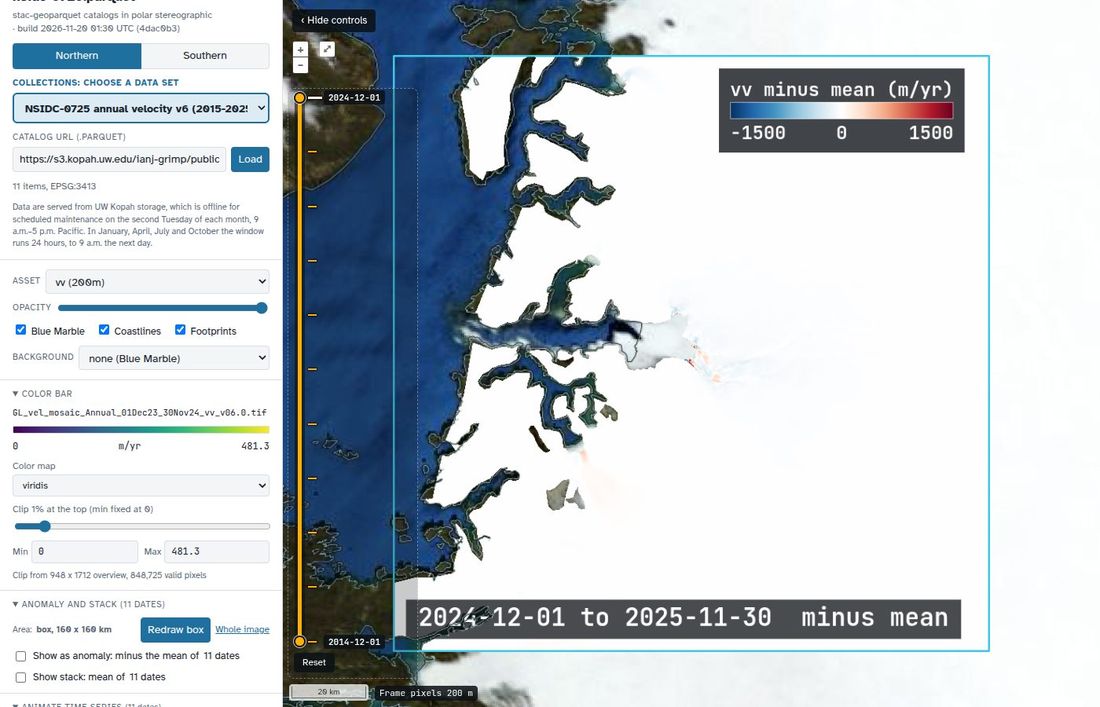 stac-geoparquet catalogs in polar stereographic
- build 2026-11-20 01:30 UTC (4dac0b3)
Northern
Southern
COLLECTIONS: CHOOSE A DATA SET
NSIDC-0725 annual velocity v6 (2015-2025
CATALOG URL (.PARQUET)
https://s3.kopah.uw.edu/ianj-grimp/public
Load
11 items, EPSG:3413
Data are served from UW Kopah storage, which is offline for
scheduled maintenance on the second Tuesday of each month, 9
a.m.–5 p.m. Pacific. In January, April, July and October the window
runs 24 hours, to 9 a.m. the next day.
ASSET
vv (200m)
OPACITY
Blue Marble
Coastlines
Footprints
BACKGROUND
none (Blue Marble)
▼ COLOR BAR
GL_vel_mosaic_Annual_01Dec23_30Nov24_vv_v06.0.tif
0 m/yr 481.3
Color map
viridis
Clip 1% at the top (min fixed at 0)
Min 0 Max 481.3
Clip from 948 x 1712 overview, 848,725 valid pixels
▼ ANOMALY AND STACK (11 DATES)
Area: box, 160 x 160 km
Redraw box
Whole image
Show as anomaly: minus the mean of 11 dates
Show stack: mean of 11 dates
▼ ANIMATE TIME SERIES (11 dates)
‹ Hide controls
+
−
2024-12-01
2014-12-01
Reset
20 km
Frame pixels 200 m
vv minus mean (m/yr)
-1500 0 1500
2024-12-01 to 2025-11-30 minus mean